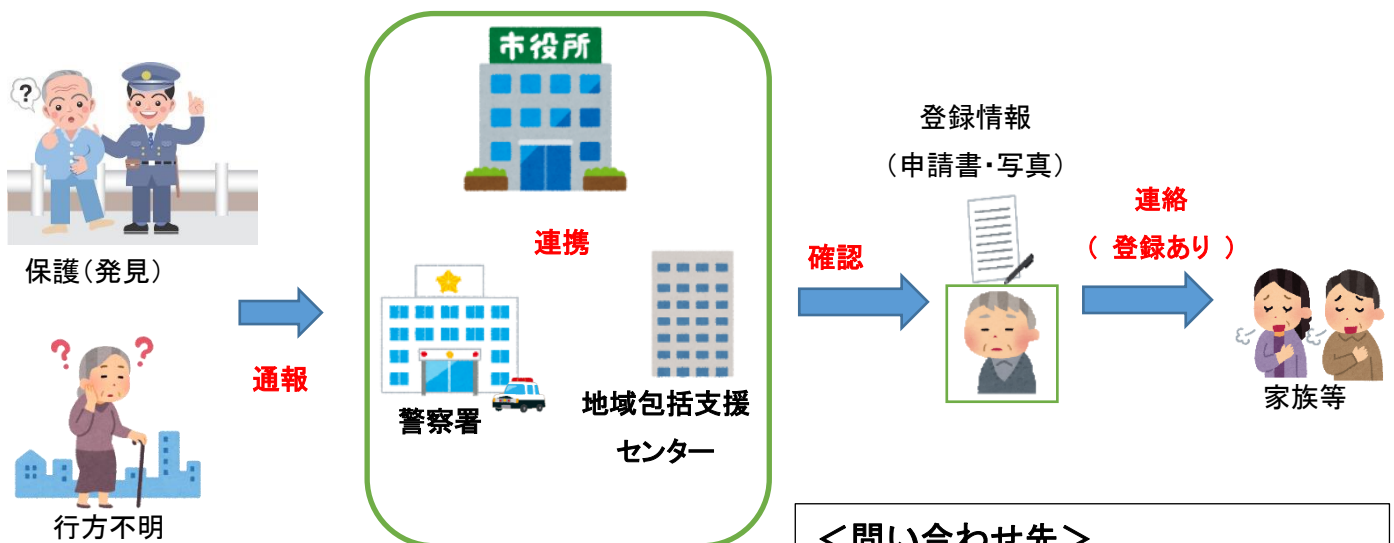 ?
保護(発見)
? ?
行方不明
通報
市役所
連携
警察署
地域包括支援
センター
確認
登録情報
(申請書・写真)
連絡
( 登録あり )
家族等
<問い合わせ先>